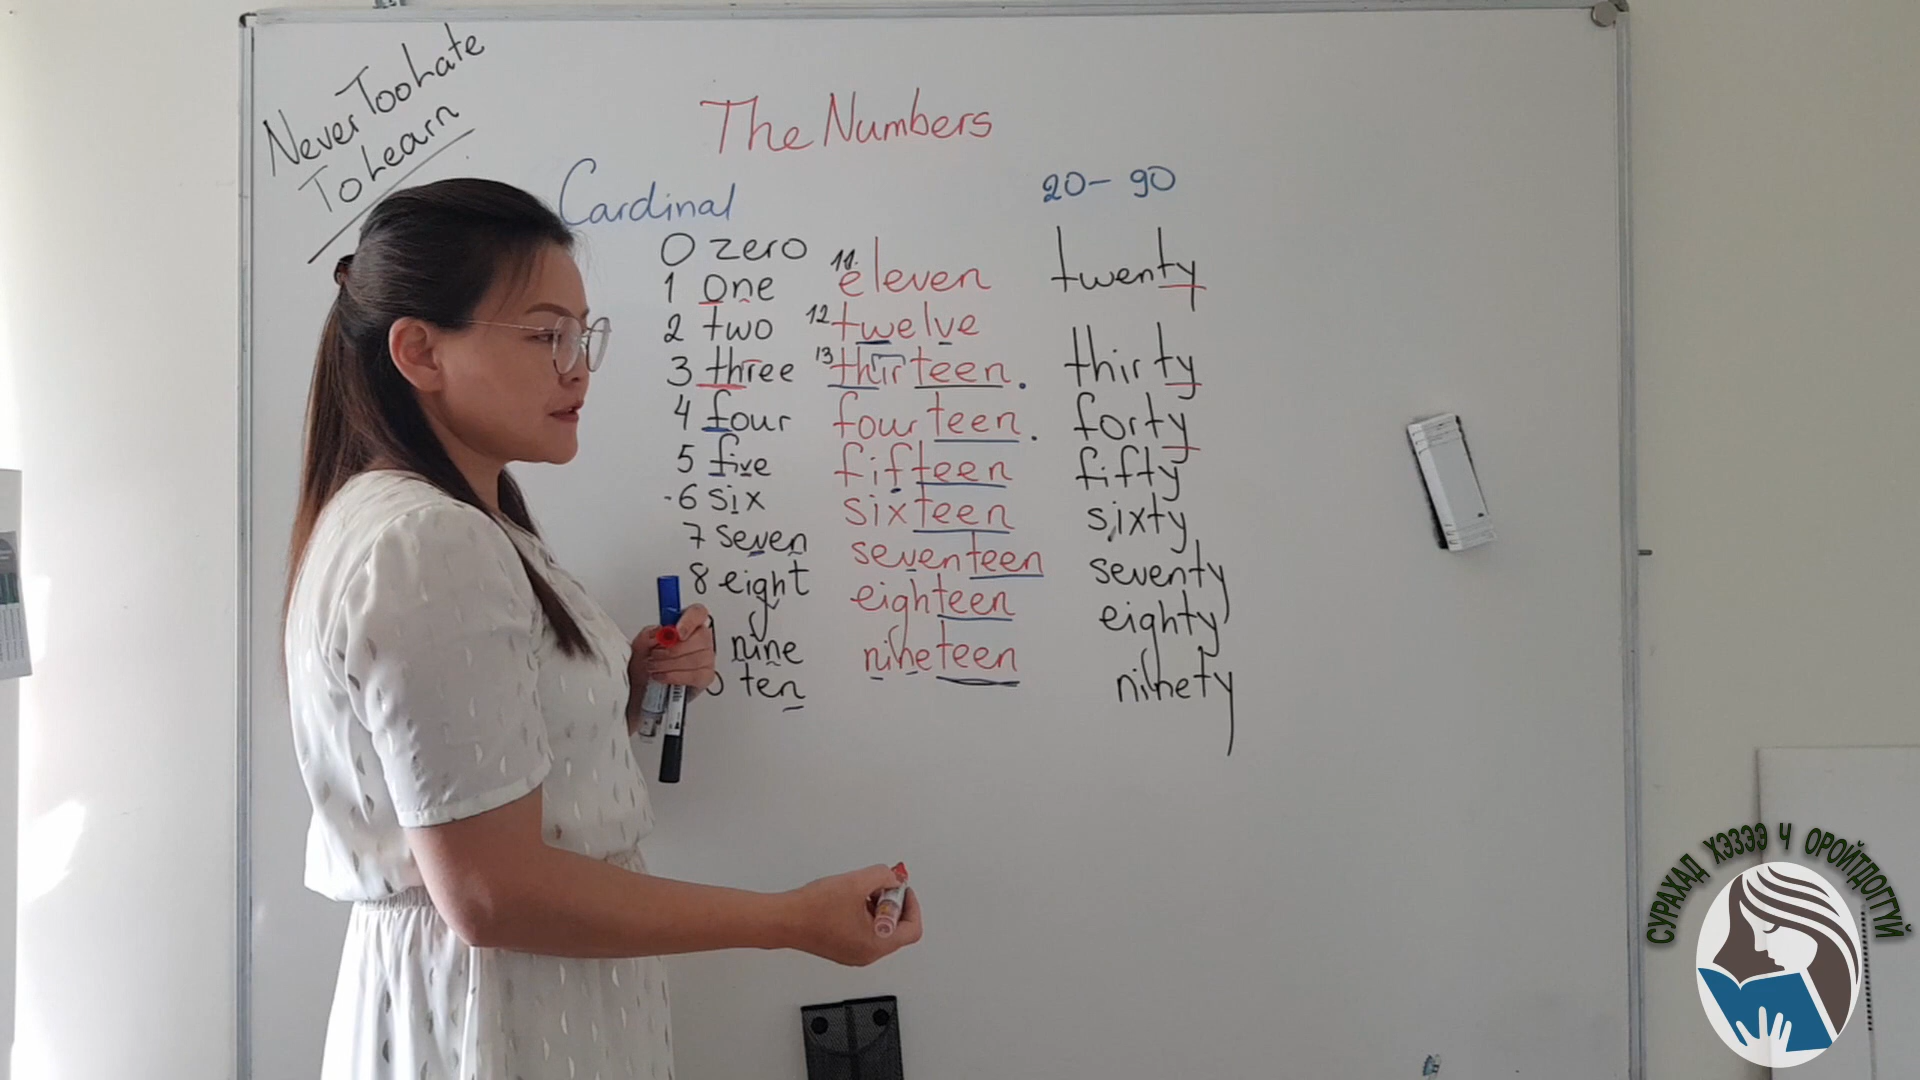 Never Too Late
To Learn
The Numbers
Cardinal
20- 90
0 zero
1 one
2 two
3 three
4 four
5 five
6 six
7 seven
8 eight
nine
ten
11. eleven
12 twelve
13 thirteen.
fourteen.
fifteen
sixteen
seventeen
eighteen
nineteen
twenty
thirty
forty
fifty
sixty
seventy
eighty
ninety
СУРАХАД ХЭЗЭЭ Ч ОРОЙТДОГГҮЙ